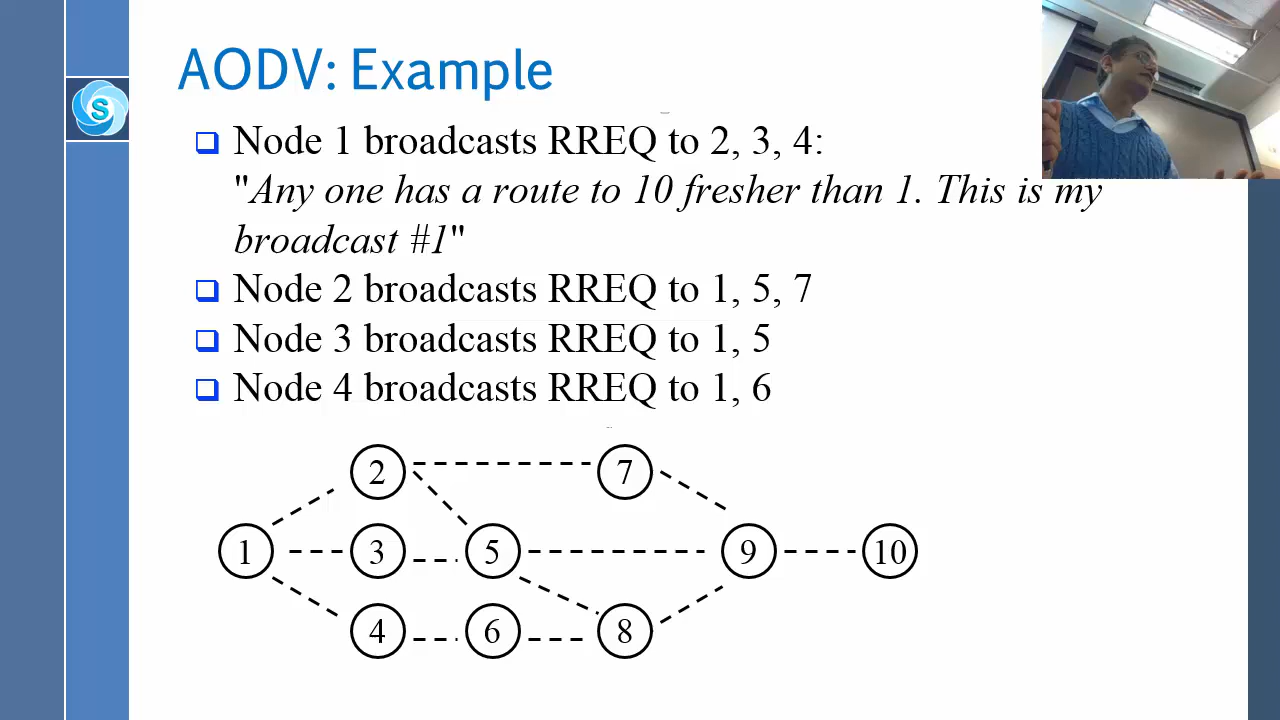 AODV: Example
Node 1 broadcasts RREQ to 2, 3, 4:
"Any one has a route to 10 fresher than 1. This is my
broadcast #1"
Node 2 broadcasts RREQ to 1, 5, 7
Node 3 broadcasts RREQ to 1, 5
Node 4 broadcasts RREQ to 1, 6
S
2 7
1 3 5 9 10
4 6 8